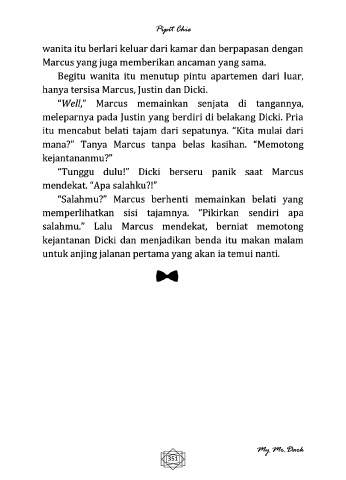 Pipit Chie
wanita itu berlari keluar dari kamar dan berpapasan dengan
Marcus yang juga memberikan ancaman yang sama.
Begitu wanita itu menutup pintu apartemen dari luar,
hanya tersisa Marcus, Justin dan Dicki.
“Well,” Marcus memainkan senjata di tangannya,
meleparnya pada Justin yang berdiri di belakang Dicki. Pria
itu mencabut belati tajam dari sepatunya. “Kita mulai dari
mana?” Tanya Marcus tanpa belas kasihan. “Memotong
kejantananmu?”
“Tunggu dulu!” Dicki berseru panik saat Marcus
mendekat. “Apa salahku?!”
“Salahmu?” Marcus berhenti memainkan belati yang
memperlihatkan sisi tajamnya. “Pikirkan sendiri apa
salahmu.” Lalu Marcus mendekat, berniat memotong
kejantanan Dicki dan menjadikan benda itu makan malam
untuk anjing jalanan pertama yang akan ia temui nanti.
351
My Mr. Dark